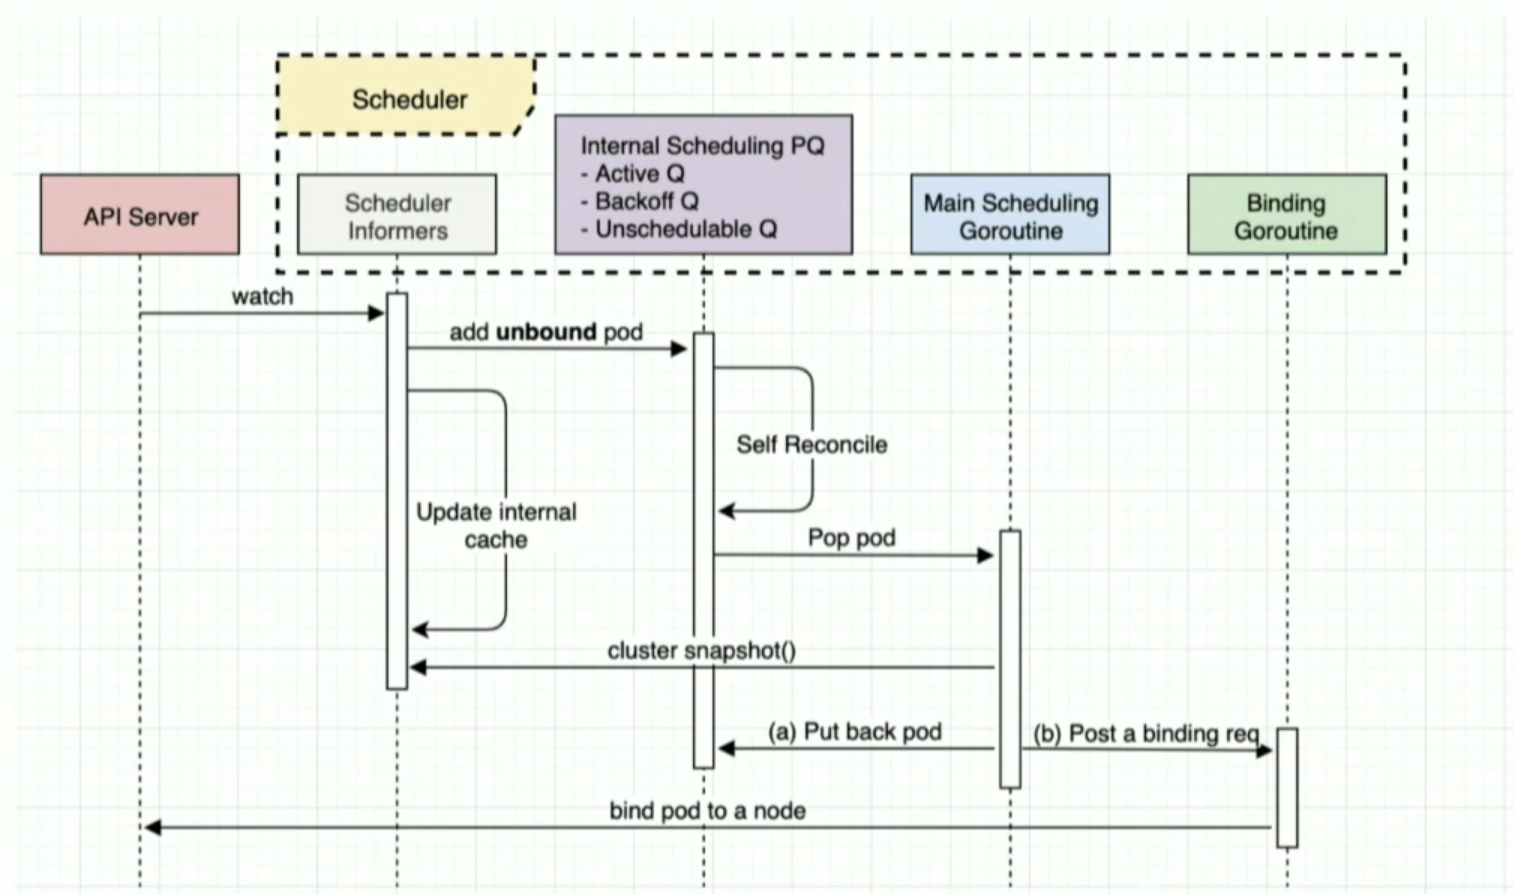 Scheduler
Internal Scheduling PQ
- Active Q
- Backoff Q
- Unschedulable Q
API Server
Scheduler
Informers
Main Scheduling
Goroutine
Binding
Goroutine
watch
add unbound pod
Self Reconcile
Update internal
cache
Pop pod
cluster snapshot()
(a) Put back pod
(b) Post a binding req
bind pod to a node